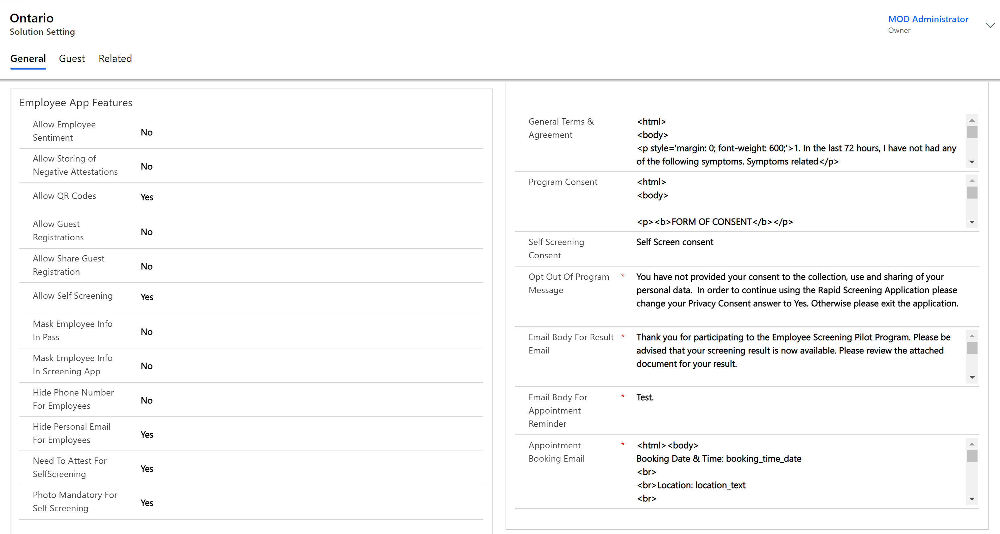 Ontario
Solution Setting
MOD Administrator
Owner
General Guest Related
Employee App Features
Allow Employee
Sentiment
No
Allow Storing of
Negative Attestations
No
Allow QR Codes
Yes
Allow Guest
Registrations
No
Allow Share Guest
Registration
No
Allow Self Screening
Yes
Mask Employee Info
In Pass
No
Mask Employee Info
In Screening App
No
Hide Phone Number
For Employees
No
Hide Personal Email
For Employees
Yes
Need To Attest For
SelfScreening
Yes
Photo Mandatory For
Self Screening
Yes
General Terms &
Agreement
<html>
<body>
<p style='margin: 0; font-weight: 600;'>1. In the last 72 hours, I have not had any
of the following symptoms. Symptoms related</p>
Program Consent
<html>
<body>
<p><b>FORM OF CONSENT</b></p>
Self Screening
Consent
Self Screen consent
Opt Out Of Program
Message
*
You have not provided your consent to the collection, use and sharing of your
personal data.  In order to continue using the Rapid Screening Application please
change your Privacy Consent answer to Yes. Otherwise please exit the application.
Email Body For Result
Email
*
Thank you for participating to the Employee Screening Pilot Program. Please be
advised that your screening result is now available. Please review the attached
document for your result.
Email Body For
Appointment
Reminder
*
Test.
Appointment
Booking Email
*
<html><body>
Booking Date & Time: booking_time_date
<br>
<br>Location: location_text
<br>